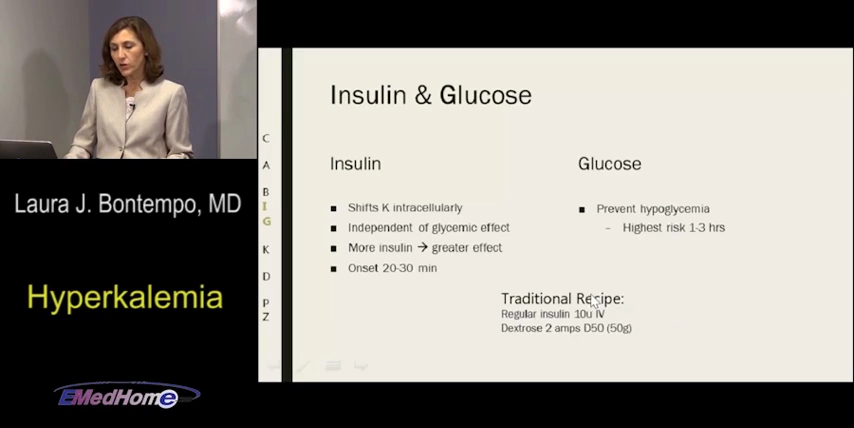 Laura J. Bontempo, MD
Hyperkalemia
EMedHome
C
A
B
I
G
K
D
P
Z
Insulin & Glucose
Insulin
Shifts K intracellularly
Independent of glycemic effect
More insulin → greater effect
Onset 20-30 min
Glucose
Prevent hypoglycemia
– Highest risk 1-3 hrs
Traditional Recipe:
Regular insulin 10u IV
Dextrose 2 amps D50 (50g)